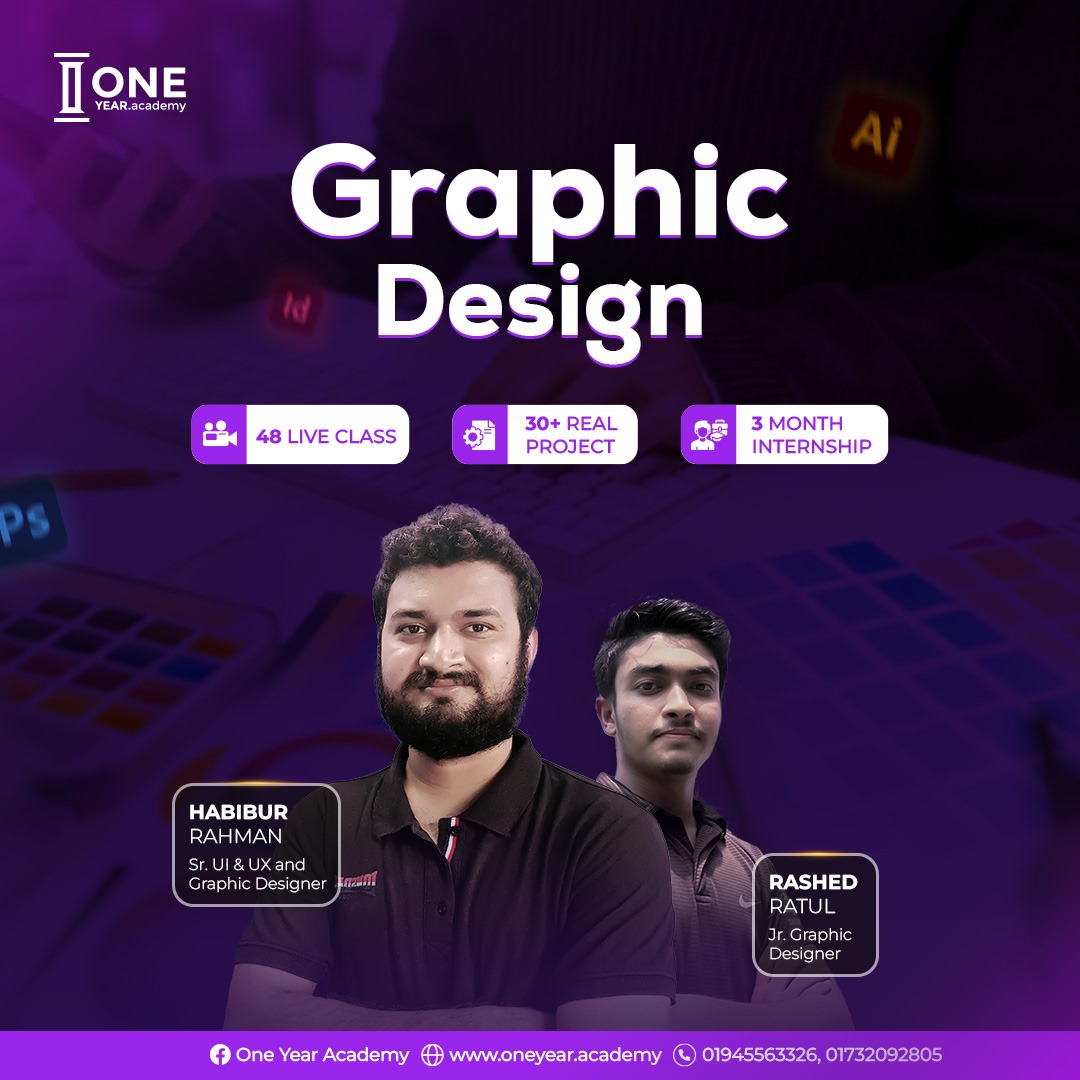 ONE
YEAR.academy
Ai
Graphic
Id
Design
48 LIVE CLASS
30+ REAL
PROJECT
3 MONTH
INTERNSHIP
Ps
HABIBUR
RAHMAN
Sr. UI & UX and
Graphic Designer
RASHED
RATUL
Jr. Graphic
Designer
One Year Academy www.oneyear.academy 01945563326, 01732092805